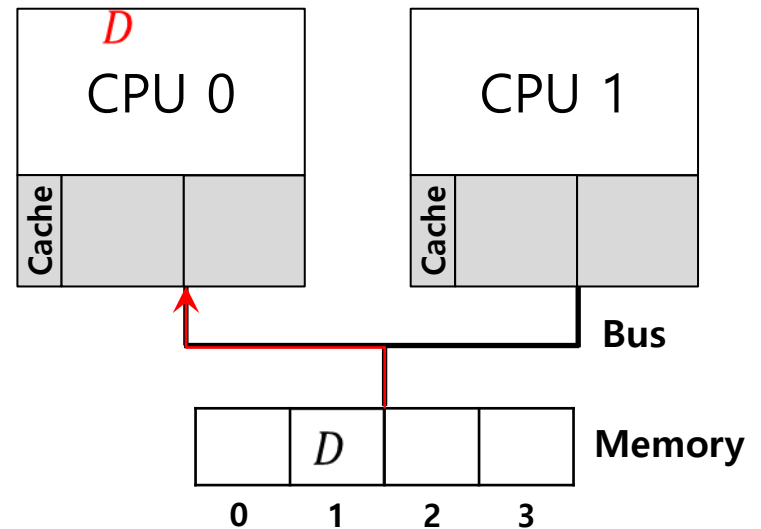 D
CPU 0
CPU 1
Cache
Cache
Bus
D
Memory
0 1 2 3